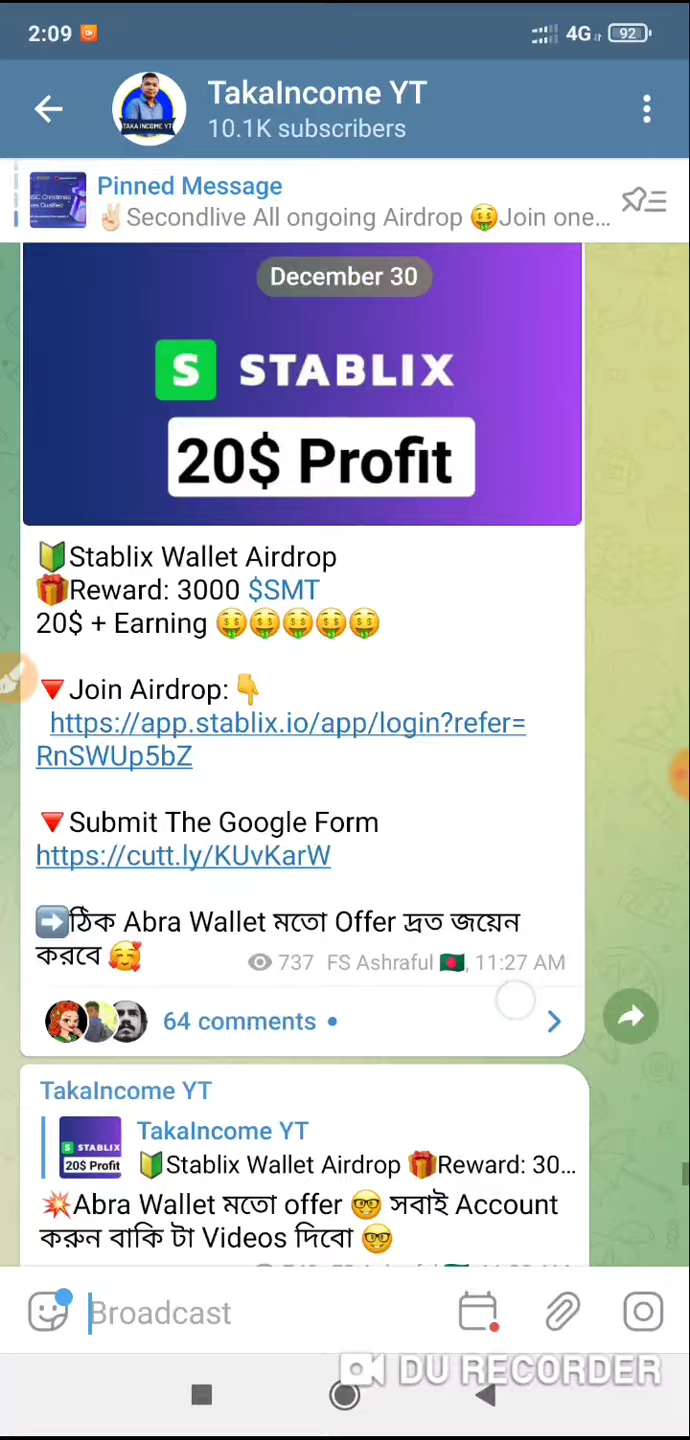 2:09
4G 92
TakaIncome YT
10.1K subscribers
TAKA INCOME YT
Pinned Message
✌🏻Secondlive All ongoing Airdrop 🤑Join one...
December 30
S STABLIX
20$ Profit
🔰Stablix Wallet Airdrop
🎁Reward: 3000 $SMT
20$ + Earning 🤑🤑🤑🤑🤑
🔻Join Airdrop: 👇
https://app.stablix.io/app/login?refer=
RnSWUp5bZ
🔻Submit The Google Form
https://cutt.ly/KUvKarW
➡️ঠিক Abra Wallet মতো Offer দ্রত জয়েন
করবে 🥰 737 FS Ashraful 🇧🇩, 11:27 AM
64 comments
TakaIncome YT
TakaIncome YT
S STABLIX
20$ Profit
🔰Stablix Wallet Airdrop 🎁Reward: 30...
💥Abra Wallet মতো offer 🤓 সবাই Account
করুন বাকি টা Videos দিবো 🤓
Broadcast
DU RECORDER